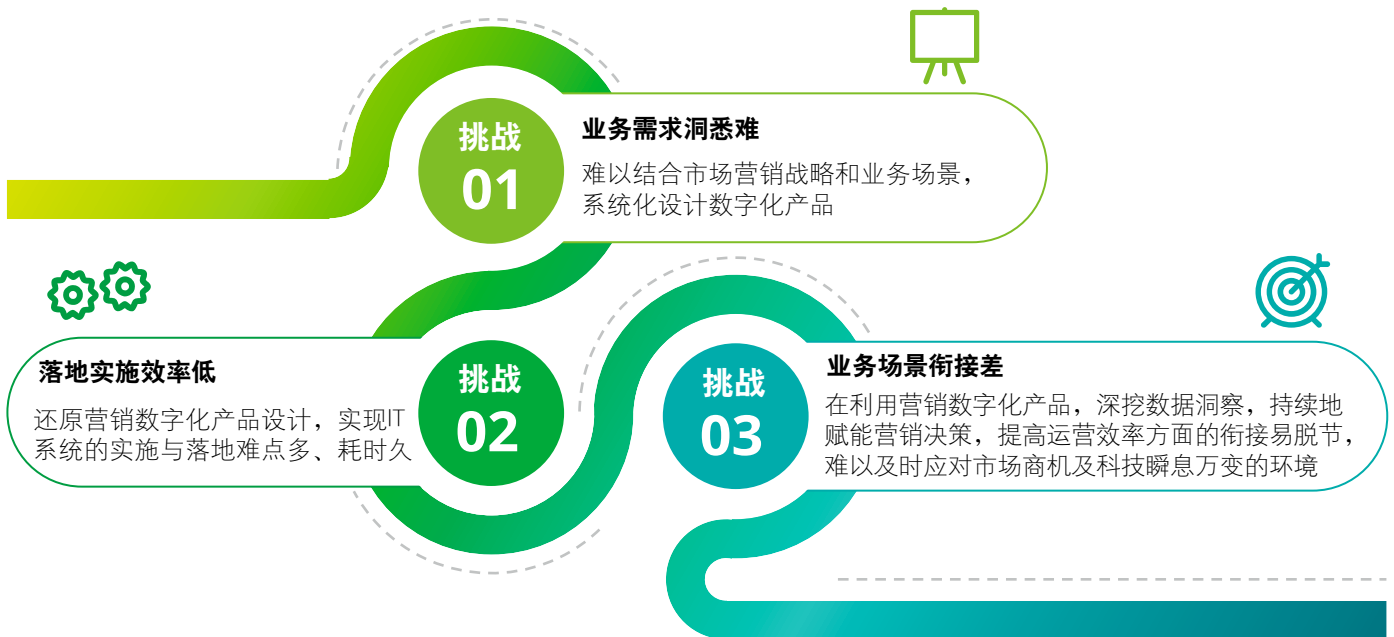 挑战
01
业务需求洞悉难
难以结合市场营销战略和业务场景，
系统化设计数字化产品
落地实施效率低
还原营销数字化产品设计，实现IT
系统的实施与落地难点多、耗时久
挑战
02
挑战
03
业务场景衔接差
在利用营销数字化产品，深挖数据洞察，持续地
赋能营销决策，提高运营效率方面的衔接易脱节，
难以及时应对市场商机及科技瞬息万变的环境